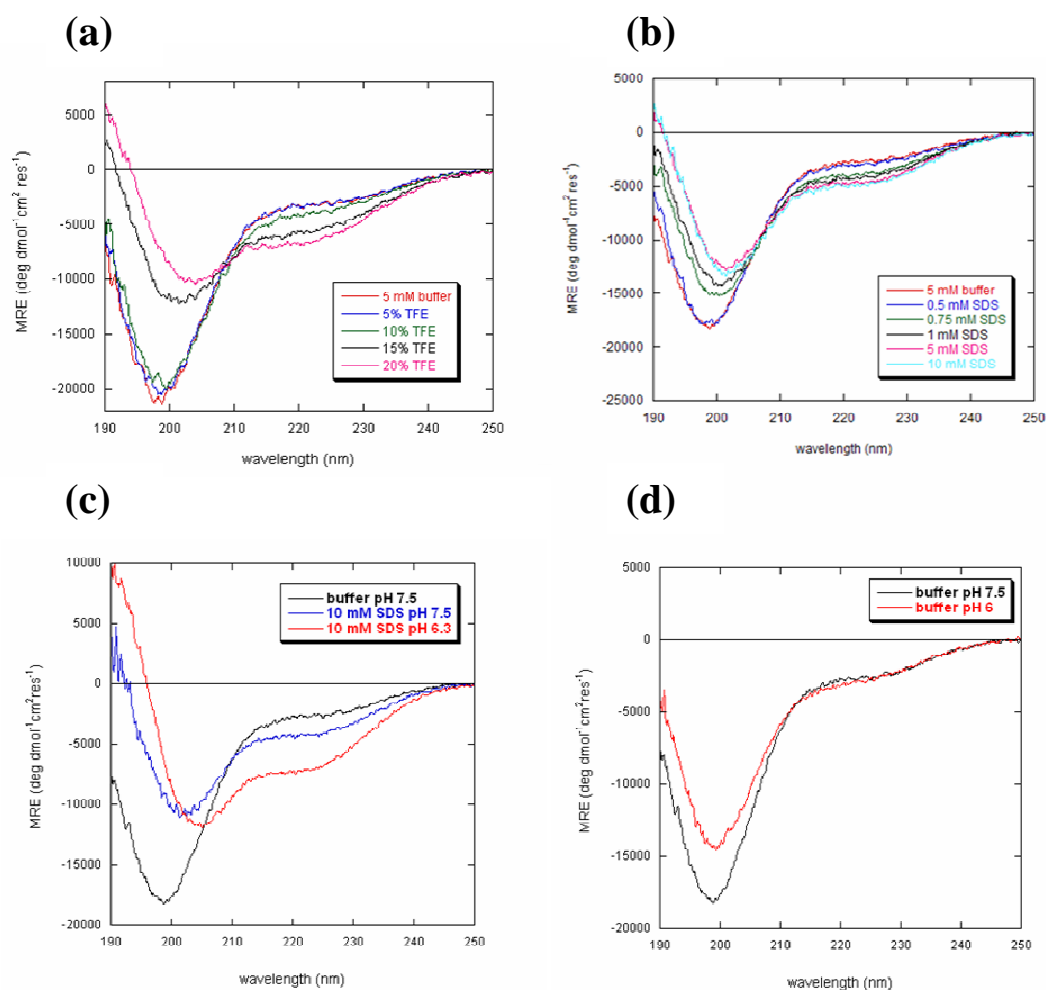 (a)
MRE (deg dmol⁻¹ cm² res⁻¹)
5000
0
-5000
-10000
-15000
-20000
5 mM buffer
5% TFE
10% TFE
15% TFE
20% TFE
190 200 210 220 230 240 250
wavelength (nm)
(b)
MRE (deg dmol⁻¹ cm² res⁻¹)
5000
0
-5000
-10000
-15000
-20000
-25000
5 mM buffer
0.5 mM SDS
0.75 mM SDS
1 mM SDS
5 mM SDS
10 mM SDS
190 200 210 220 230 240 250
wavelength (nm)
(c)
MRE (deg dmol⁻¹cm²res⁻¹)
10000
5000
0
-5000
-10000
-15000
-20000
buffer pH 7.5
10 mM SDS pH 7.5
10 mM SDS pH 6.3
190 200 210 220 230 240 250
wavelength (nm)
(d)
MRE (deg dmol⁻¹ cm² res⁻¹)
5000
0
-5000
-10000
-15000
-20000
buffer pH 7.5
buffer pH 6
190 200 210 220 230 240 250
wavelength (nm)